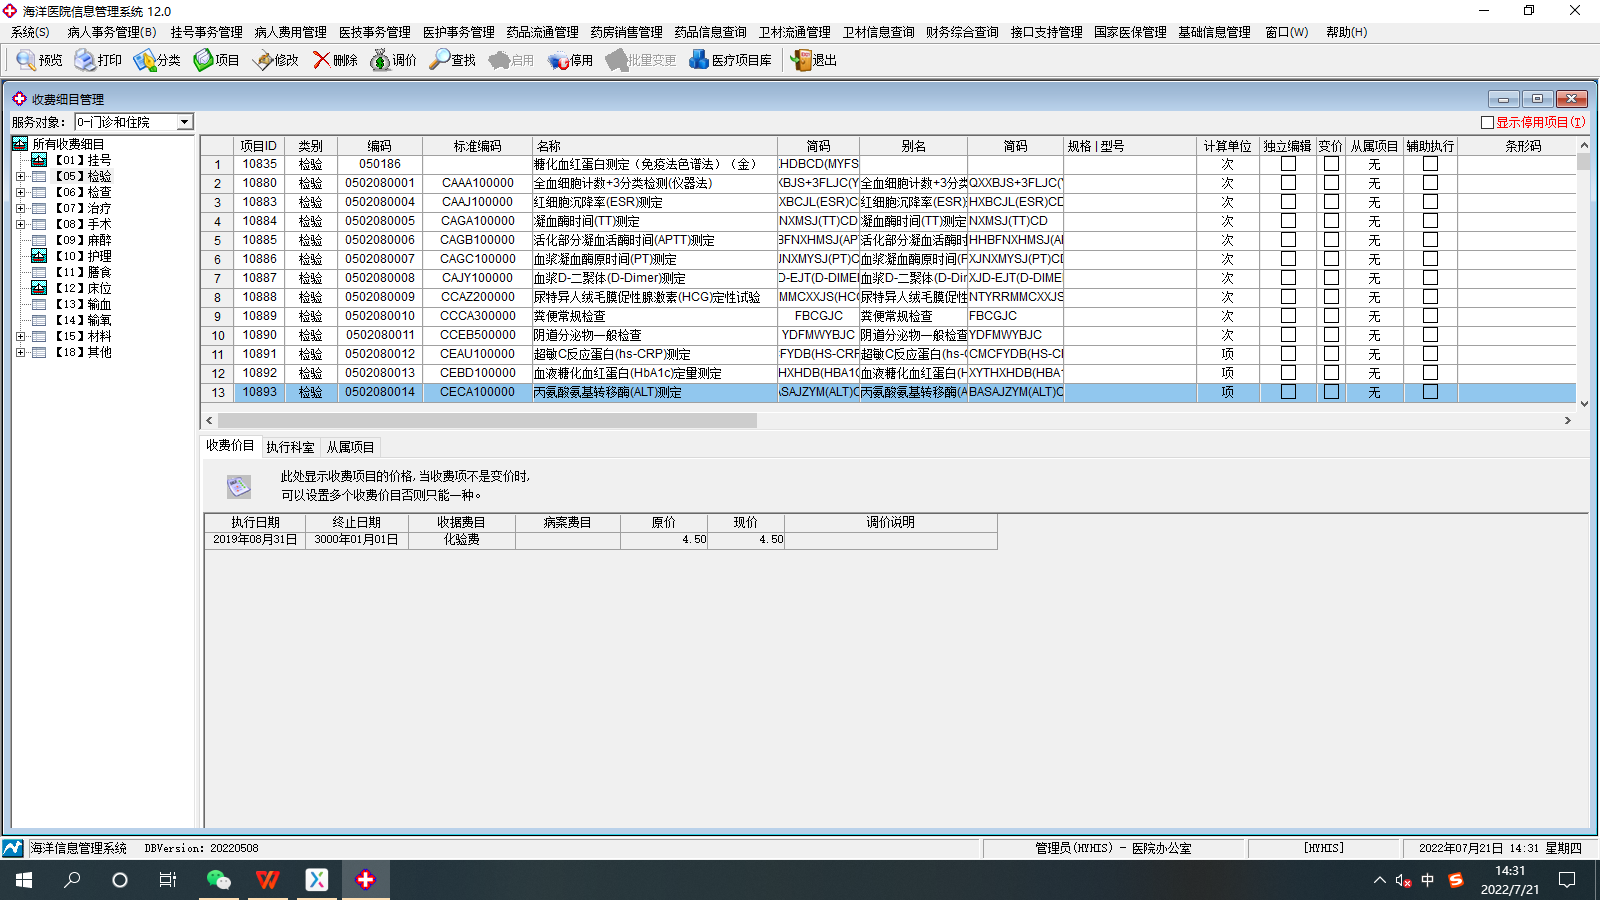 海洋医院信息管理系统 12.0
系统(S) 病人事务管理(B) 挂号事务管理 病人费用管理 医技事务管理 医护事务管理 药品流通管理 药房销售管理 药品信息查询 卫材流通管理 卫材信息查询 财务综合查询 接口支持管理 国家医保管理 基础信息管理 窗口(W) 帮助(H)
预览 打印 分类 项目 修改 删除 调价 查找 启用 停用 批量变更 医疗项目库 退出
收费细目管理
服务对象: 0-门诊和住院 显示停用项目(T)
所有收费细目
【01】挂号
【05】检验
【06】检查
【07】治疗
【08】手术
【09】麻醉
【10】护理
【11】膳食
【12】床位
【13】输血
【14】输氧
【15】材料
【18】其他
项目ID 类别 编码 标准编码 名称 简码 别名 简码 规格|型号 计算单位 独立编辑 变价 从属项目 辅助执行 条形码
1 10835 检验 050186 糖化血红蛋白测定（免疫法色谱法）（金） HDBCD(MYFS 次 无
2 10880 检验 0502080001 CAAA100000 全血细胞计数+3分类检测(仪器法) XBJS+3FLJC(Y 全血细胞计数+3分类 QXXBJS+3FLJC(Y 次 无
3 10883 检验 0502080004 CAAJ100000 红细胞沉降率(ESR)测定 XBCJL(ESR)C 红细胞沉降率(ESR) HXBCJL(ESR)CD 次 无
4 10884 检验 0502080005 CAGA100000 凝血酶时间(TT)测定 NXMSJ(TT)CD 凝血酶时间(TT)测定 NXMSJ(TT)CD 次 无
5 10885 检验 0502080006 CAGB100000 活化部分凝血活酶时间(APTT)测定 BFNXHMSJ(AP 活化部分凝血活酶时 HHBFNXHMSJ(AI 次 无
6 10886 检验 0502080007 CAGC100000 血浆凝血酶原时间(PT)测定 JNXMYSJ(PT)C 血浆凝血酶原时间(F XJNXMYSJ(PT)CD 次 无
7 10887 检验 0502080008 CAJY100000 血浆D-二聚体(D-Dimer)测定 D-EJT(D-DIME 血浆D-二聚体(D-Dir XJD-EJT(D-DIME 次 无
8 10888 检验 0502080009 CCAZ200000 尿特异人绒毛膜促性腺激素(HCG)定性试验 MMCXXJS(HC 尿特异人绒毛膜促性 NTYRRMMCXXJS 次 无
9 10889 检验 0502080010 CCCA300000 粪便常规检查 FBCGJC 粪便常规检查 FBCGJC 次 无
10 10890 检验 0502080011 CCEB500000 阴道分泌物一般检查 YDFMWYBJC 阴道分泌物一般检查 YDFMWYBJC 次 无
11 10891 检验 0502080012 CEAU100000 超敏C反应蛋白(hs-CRP)测定 FYDB(HS-CRF 超敏C反应蛋白(hs-C CMCFYDB(HS-CI 项 无
12 10892 检验 0502080013 CEBD100000 血液糖化血红蛋白(HbA1c)定量测定 HXHDB(HBA1 血液糖化血红蛋白(H XYTHXHDB(HBA 项 无
13 10893 检验 0502080014 CECA100000 丙氨酸氨基转移酶(ALT)测定 SAJZYM(ALT)C 丙氨酸氨基转移酶(A BASAJZYM(ALT)C 项 无
收费价目 执行科室 从属项目
此处显示收费项目的价格,当收费项不是变价时,
可以设置多个收费价目否则只能一种。
执行日期 终止日期 收据费目 病案费目 原价 现价 调价说明
2019年08月31日 3000年01月01日 化验费 4.50 4.50
海洋信息管理系统 DBVersion: 20220508 管理员(HYHIS) - 医院办公室 [HYHIS] 2022年07月21日 14:31 星期四
中 14:31
2022/7/21